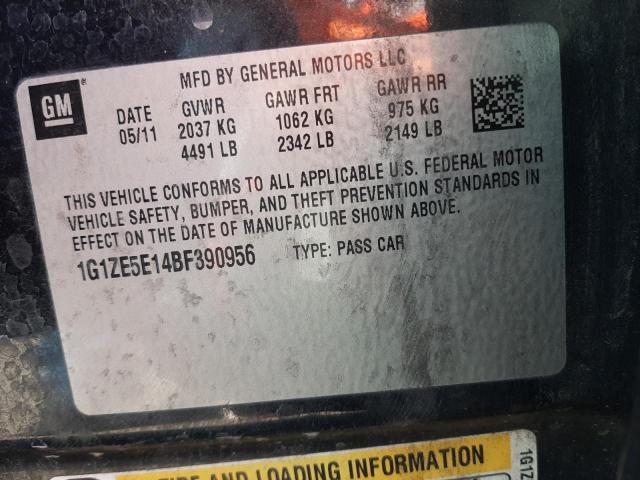 GM
MFD BY GENERAL MOTORS LLC
DATE GVWR GAWR FRT GAWR RR
05/11 2037 KG 1062 KG 975 KG
4491 LB 2342 LB 2149 LB
THIS VEHICLE CONFORMS TO ALL APPLICABLE U.S. FEDERAL MOTOR
VEHICLE SAFETY, BUMPER, AND THEFT PREVENTION STANDARDS IN
EFFECT ON THE DATE OF MANUFACTURE SHOWN ABOVE.
1G1ZE5E14BF390956 TYPE: PASS CAR
TIRE AND LOADING INFORMATION
1G1Z